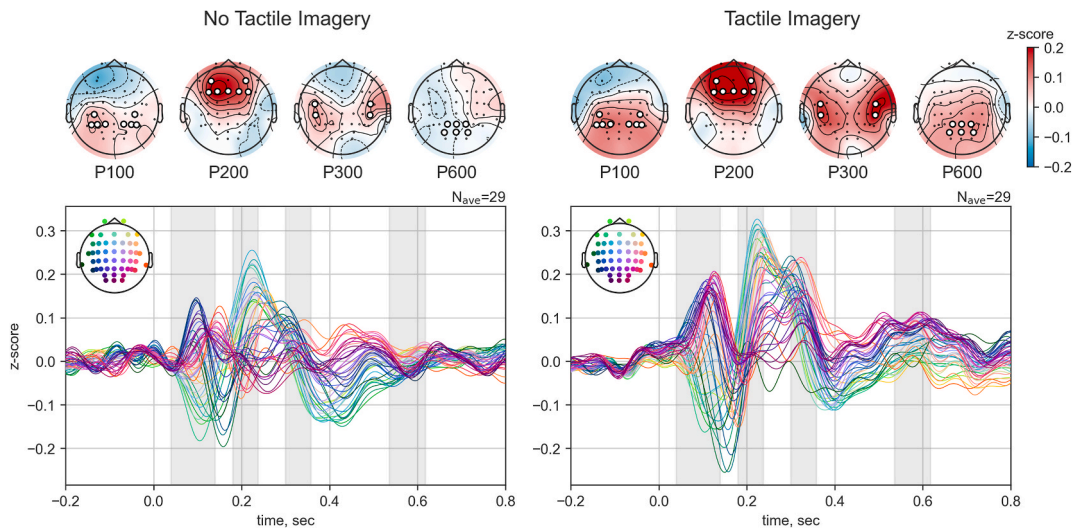 No Tactile Imagery
Tactile Imagery
z-score
0.2
0.1
0.0
−0.1
−0.2
P100 P200 P300 P600
P100 P200 P300 P600
Nave=29
Nave=29
z-score
0.3
0.2
0.1
0.0
−0.1
−0.2
0.3
0.2
0.1
0.0
−0.1
−0.2
−0.2 0.0 0.2 0.4 0.6 0.8
−0.2 0.0 0.2 0.4 0.6 0.8
time, sec
time, sec